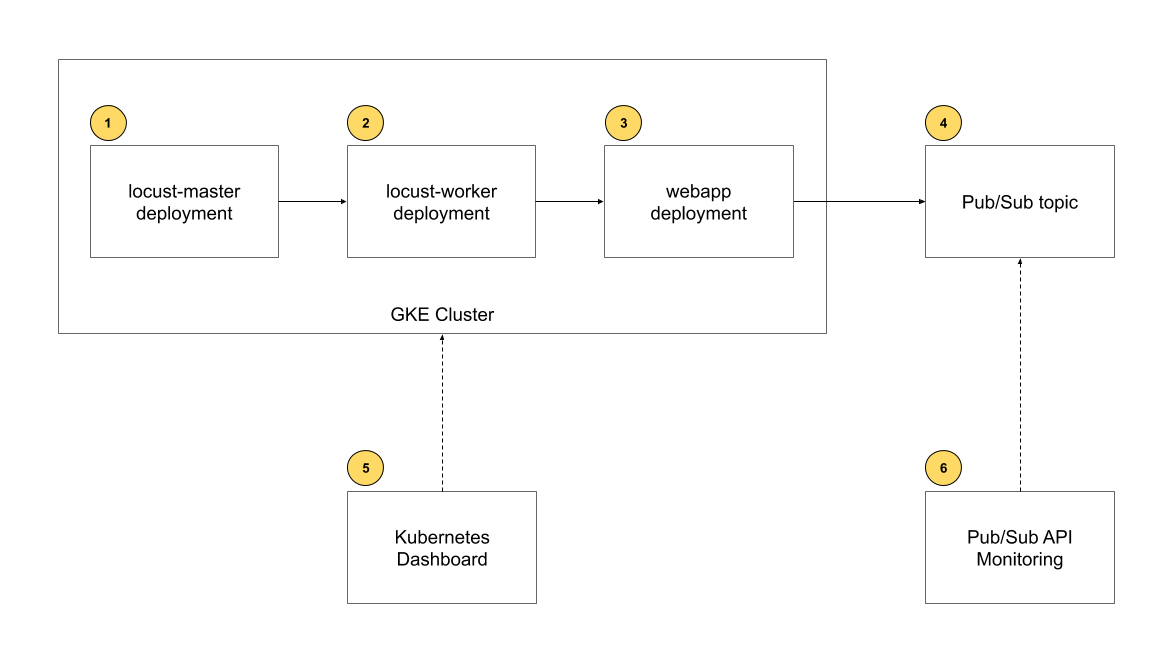 1
locust-master
deployment
2
locust-worker
deployment
3
webapp
deployment
4
Pub/Sub topic
GKE Cluster
5
Kubernetes
Dashboard
6
Pub/Sub API
Monitoring